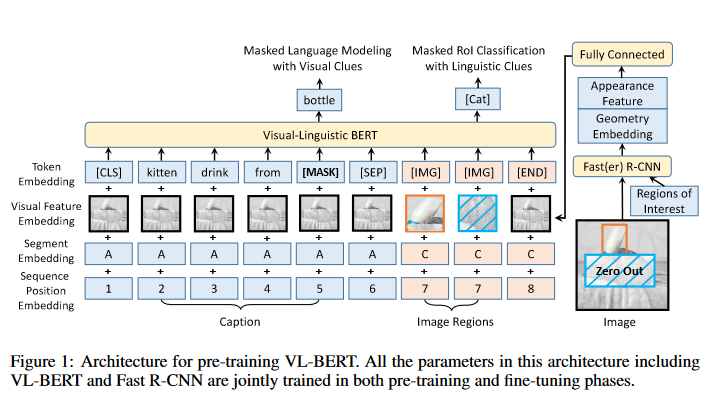 Masked Language Modeling
with Visual Clues
Masked RoI Classification
with Linguistic Clues
Fully Connected
bottle
[Cat]
Appearance
Feature
Geometry
Embedding
Visual-Linguistic BERT
Token
Embedding
[CLS] kitten drink from [MASK] [SEP] [IMG] [IMG] [END]
Fast(er) R-CNN
Visual Feature
Embedding
Regions of
Interest
Segment
Embedding
A A A A A A C C C
Zero Out
Sequence
Position
Embedding
1 2 3 4 5 6 7 7 8
Caption
Image Regions
Image
Figure 1: Architecture for pre-training VL-BERT. All the parameters in this architecture including
VL-BERT and Fast R-CNN are jointly trained in both pre-training and fine-tuning phases.